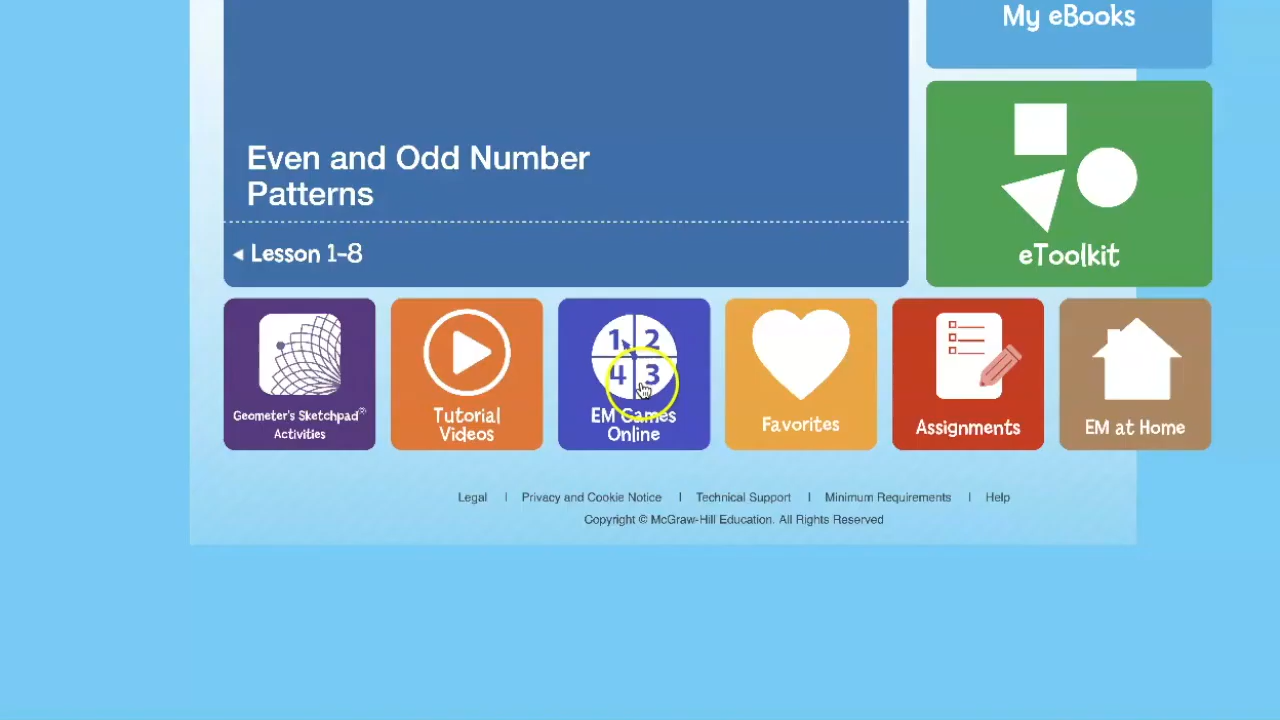 My eBooks
Even and Odd Number
Patterns
Lesson 1-8
eToolkit
1 2
4 3
Geometer's Sketchpad®
Activities
Tutorial
Videos
EM Games
Online
Favorites
Assignments
EM at Home
Legal | Privacy and Cookie Notice | Technical Support | Minimum Requirements | Help
Copyright © McGraw-Hill Education. All Rights Reserved